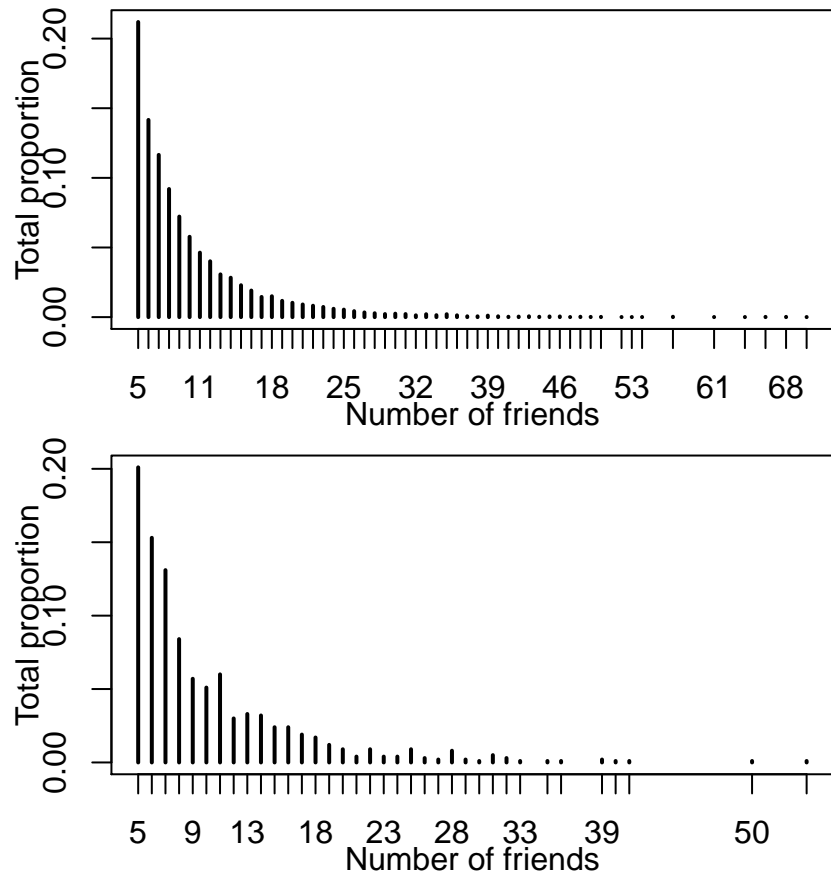 Total proportion
0.00 0.10 0.20
5 11 18 25 32 39 46 53 61 68
Number of friends
Total proportion
0.00 0.10 0.20
5 9 13 18 23 28 33 39 50
Number of friends